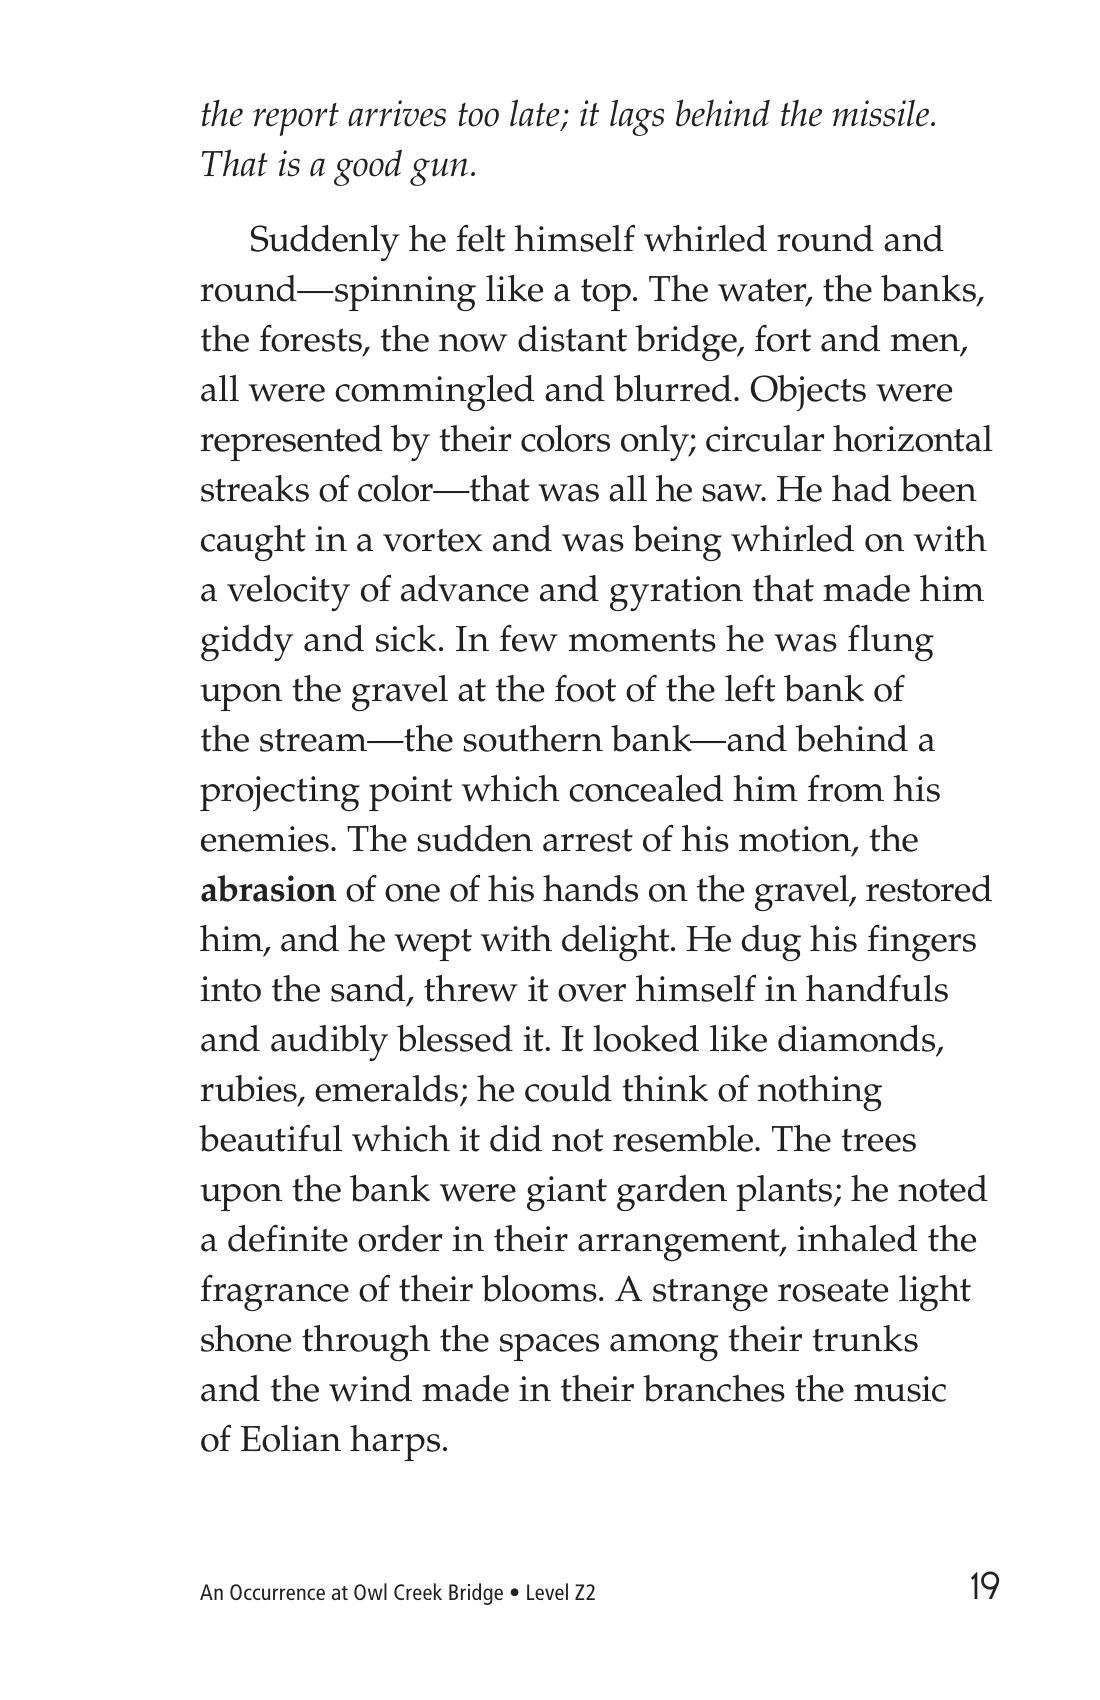 the report arrives too late; it lags behind the missile.
That is a good gun.
Suddenly he felt himself whirled round and
round—spinning like a top. The water, the banks,
the forests, the now distant bridge, fort and men,
all were commingled and blurred. Objects were
represented by their colors only; circular horizontal
streaks of color—that was all he saw. He had been
caught in a vortex and was being whirled on with
a velocity of advance and gyration that made him
giddy and sick. In few moments he was flung
upon the gravel at the foot of the left bank of
the stream—the southern bank—and behind a
projecting point which concealed him from his
enemies. The sudden arrest of his motion, the
abrasion of one of his hands on the gravel, restored
him, and he wept with delight. He dug his fingers
into the sand, threw it over himself in handfuls
and audibly blessed it. It looked like diamonds,
rubies, emeralds; he could think of nothing
beautiful which it did not resemble. The trees
upon the bank were giant garden plants; he noted
a definite order in their arrangement, inhaled the
fragrance of their blooms. A strange roseate light
shone through the spaces among their trunks
and the wind made in their branches the music
of Eolian harps.
An Occurrence at Owl Creek Bridge • Level Z2 19